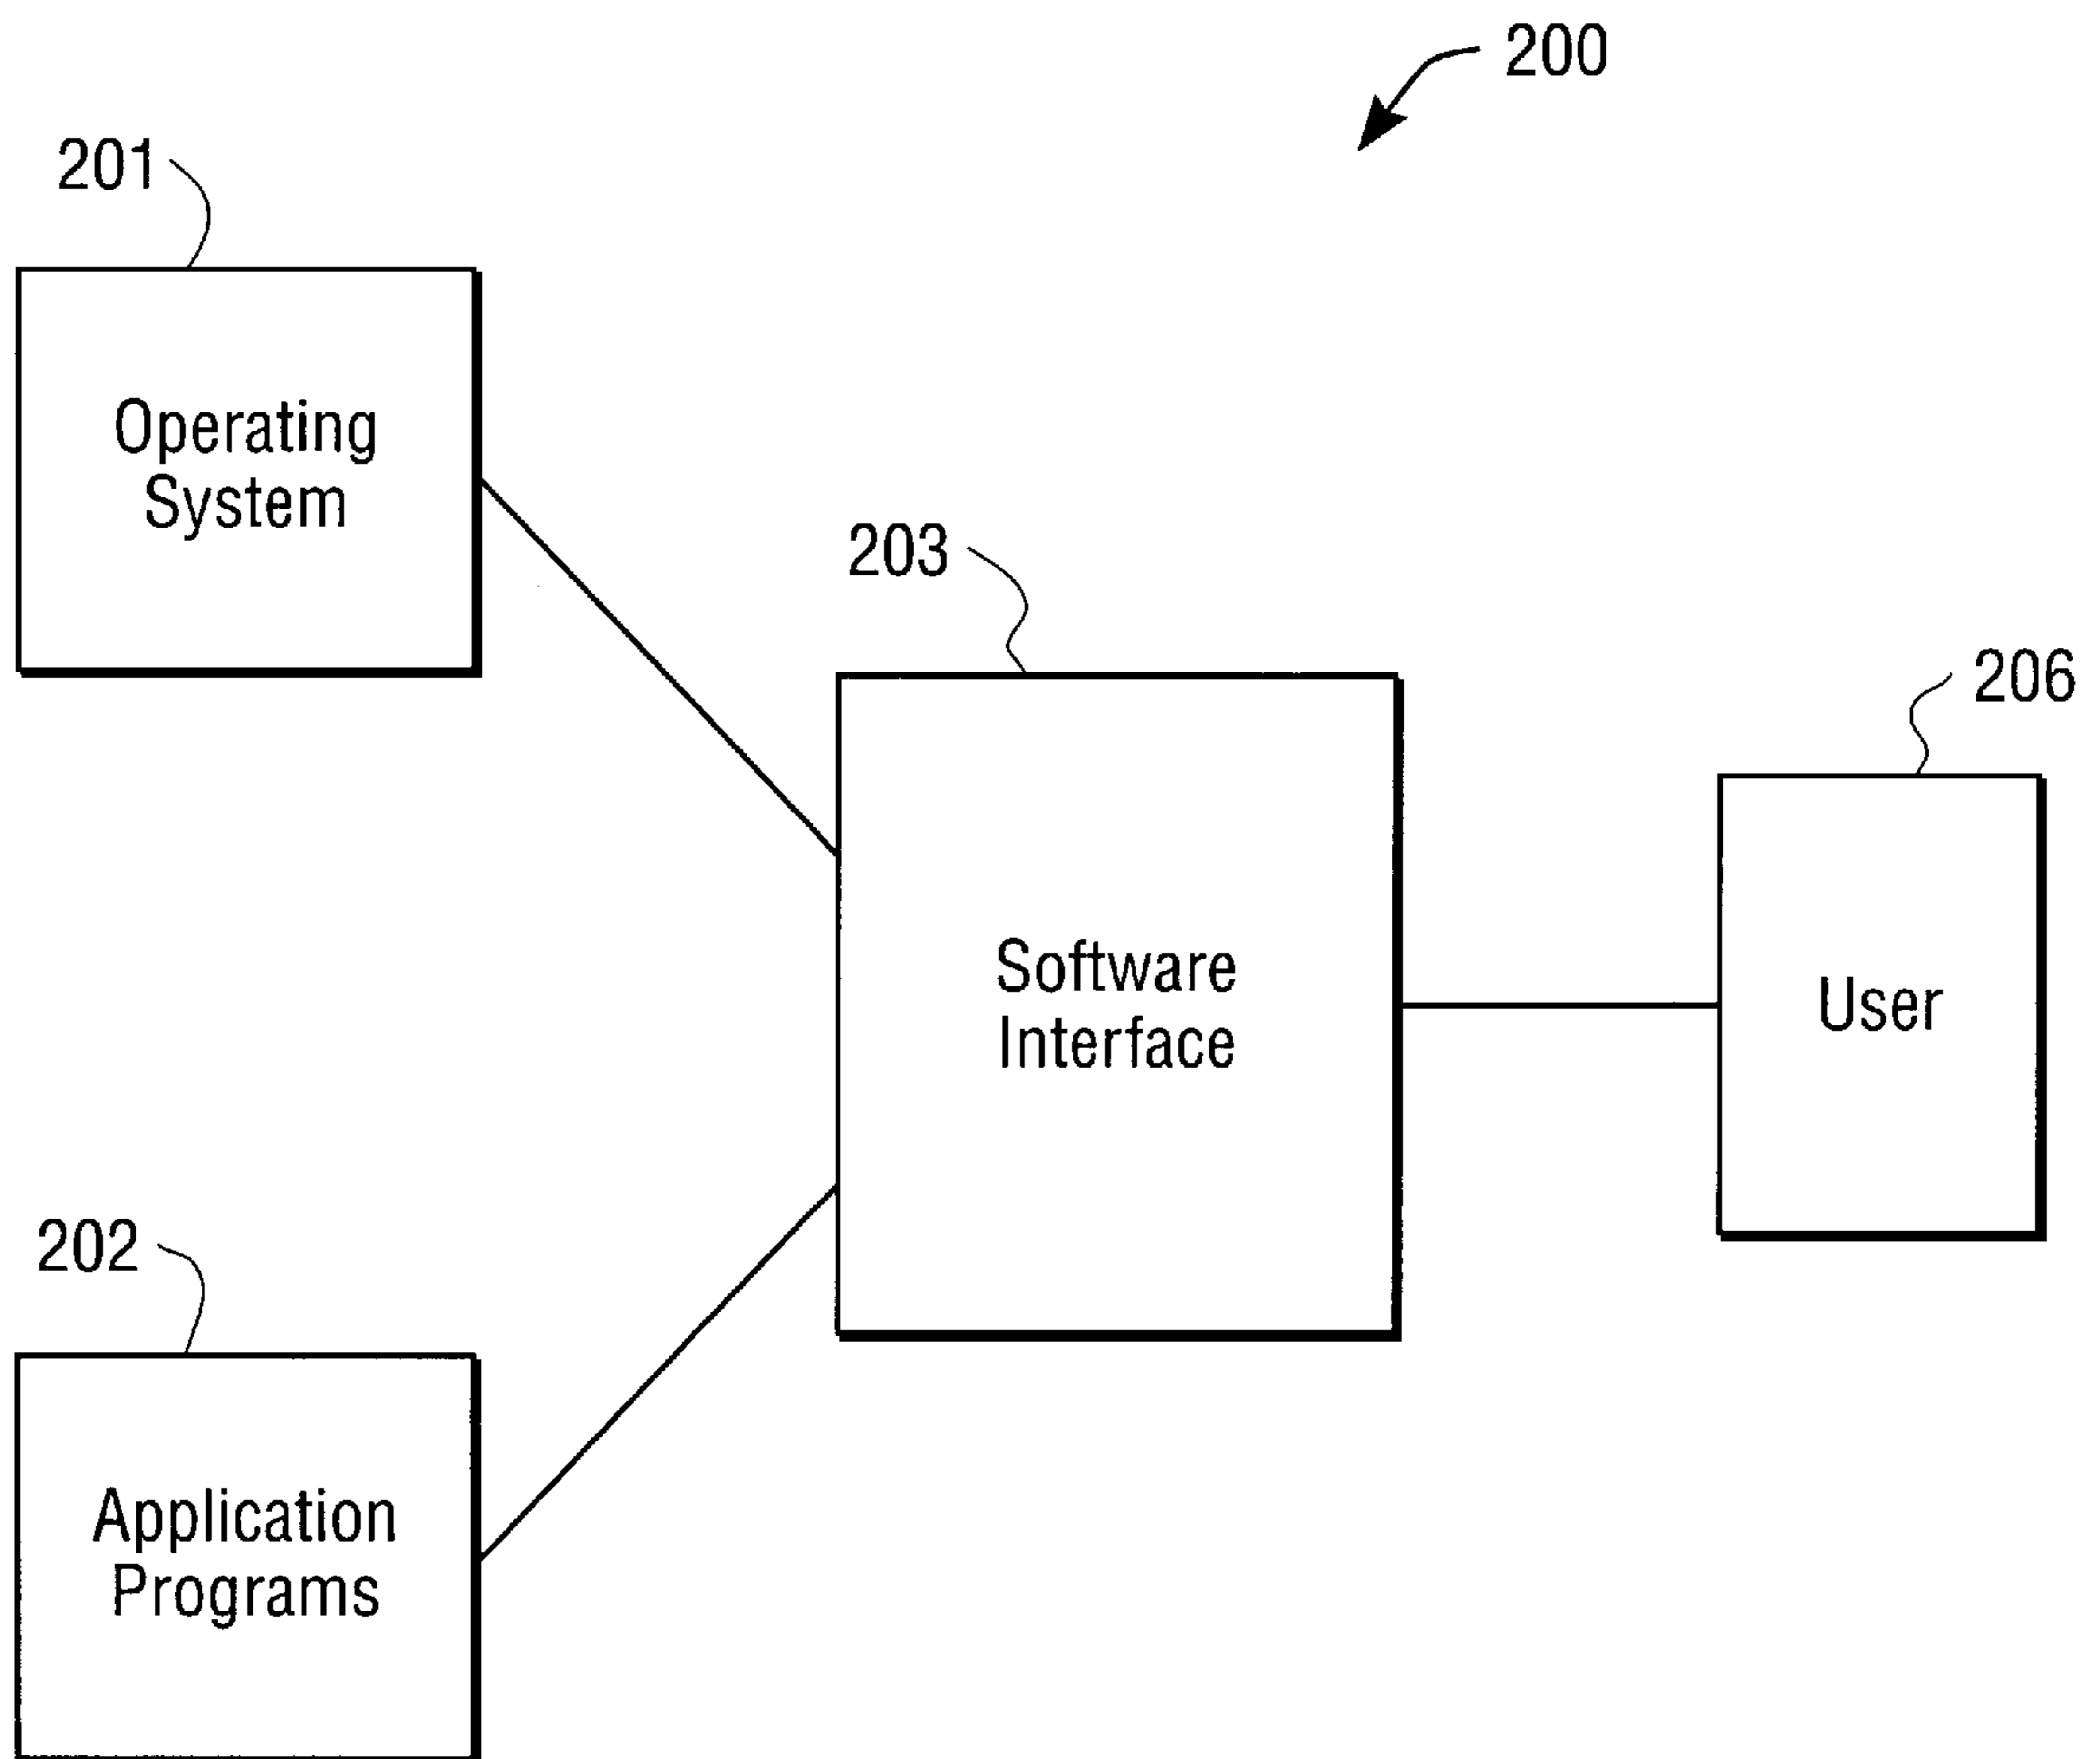 200
201
Operating
System
203
206
Software
Interface
User
202
Application
Programs